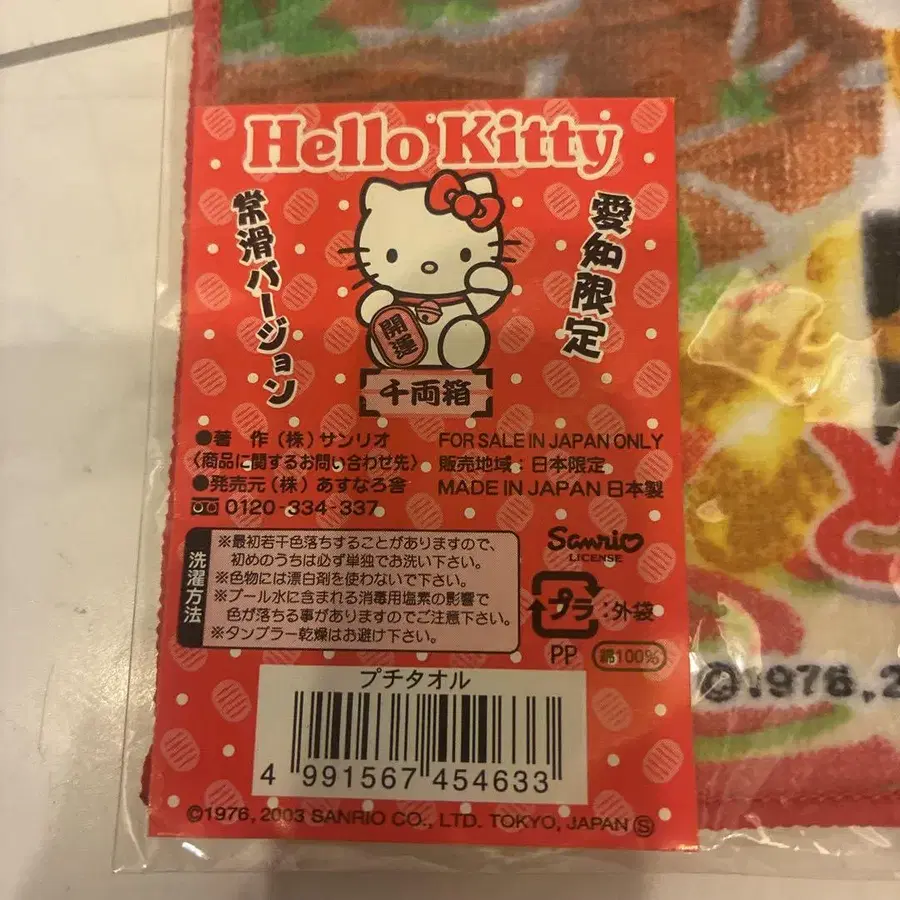 Hello Kitty
常滑バージョン
愛知限定
開運
千両箱
●著 作(株)サンリオ
FOR SALE IN JAPAN ONLY
〈商品に関するお問い合わせ先〉
販売地域:日本限定
●発売元(株)あすなろ舎
MADE IN JAPAN 日本製
0120-334-337
洗濯方法
※最初若干色落ちすることがありますので、
初めのうちは必ず単独でお洗い下さい。
※色物には漂白剤を使わないで下さい。
※プール水に含まれる消毒用塩素の影響で
色が落ちる事がありますのでご注意下さい。
※タンブラー乾燥はお避け下さい。
Sanrio
LICENSE
プラ:外袋
PP 綿100%
プチタオル
4 991567 454633
©1976, 2003 SANRIO CO., LTD. TOKYO, JAPAN Ⓢ
と
©1976, 2